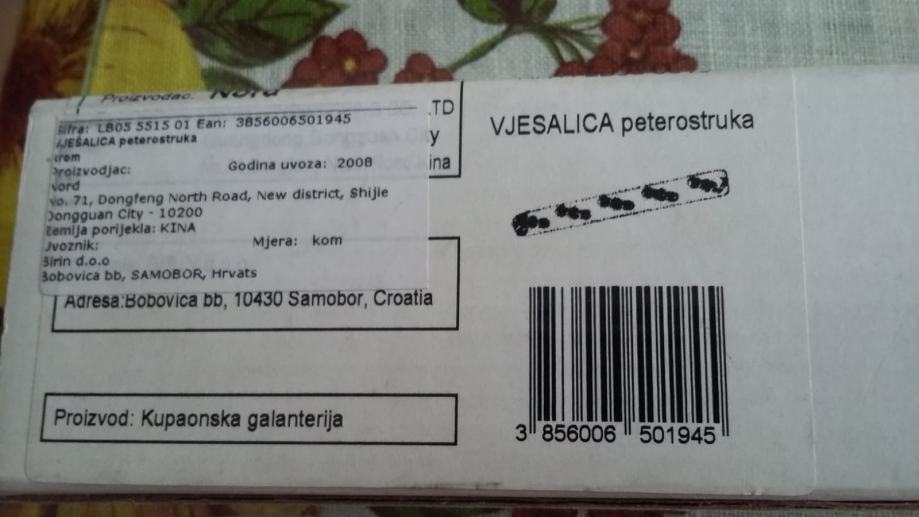 Proizvođač: Nord
Šifra: LB05 5515 01 Ean: 3856006501945
VJEŠALICA peterostruka
krom
Proizvodjac:
Godina uvoza: 2008
Nord
No. 71, Dongfeng North Road, New district, Shijie
Dongguan City - 10200
Zemlja porijekla: KINA
Uvoznik:
Mjera: kom
Birin d.o.o
Bobovica bb, SAMOBOR, Hrvats
.TD
y
ina
Adresa:Bobovica bb, 10430 Samobor, Croatia
Proizvod: Kupaonska galanterija
VJESALICA peterostruka
3 856006 501945